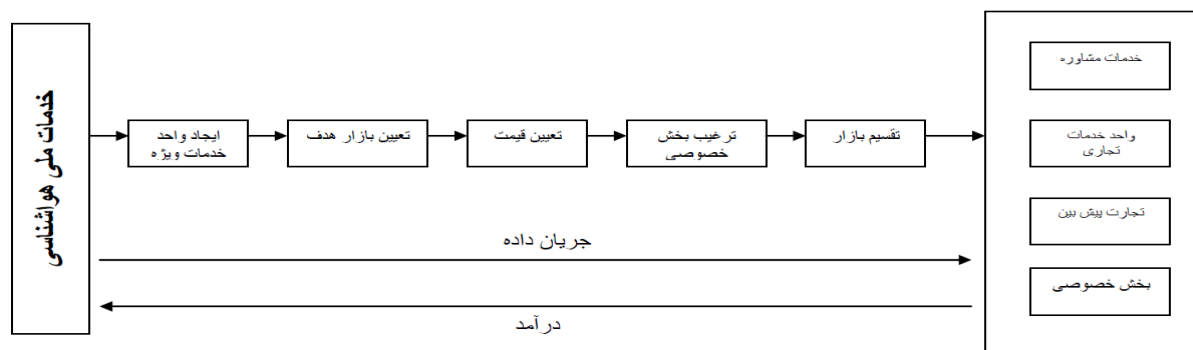 خدمات ملی هواشناسی
ایجاد واحد
خدمات ویژه
تعیین بازار هدف
تعیین قیمت
ترغیب بخش
خصوصی
تقسیم بازار
خدمات مشاوره
واحد خدمات
تجاری
تجارت پیش بین
بخش خصوصی
جریان داده
درآمد